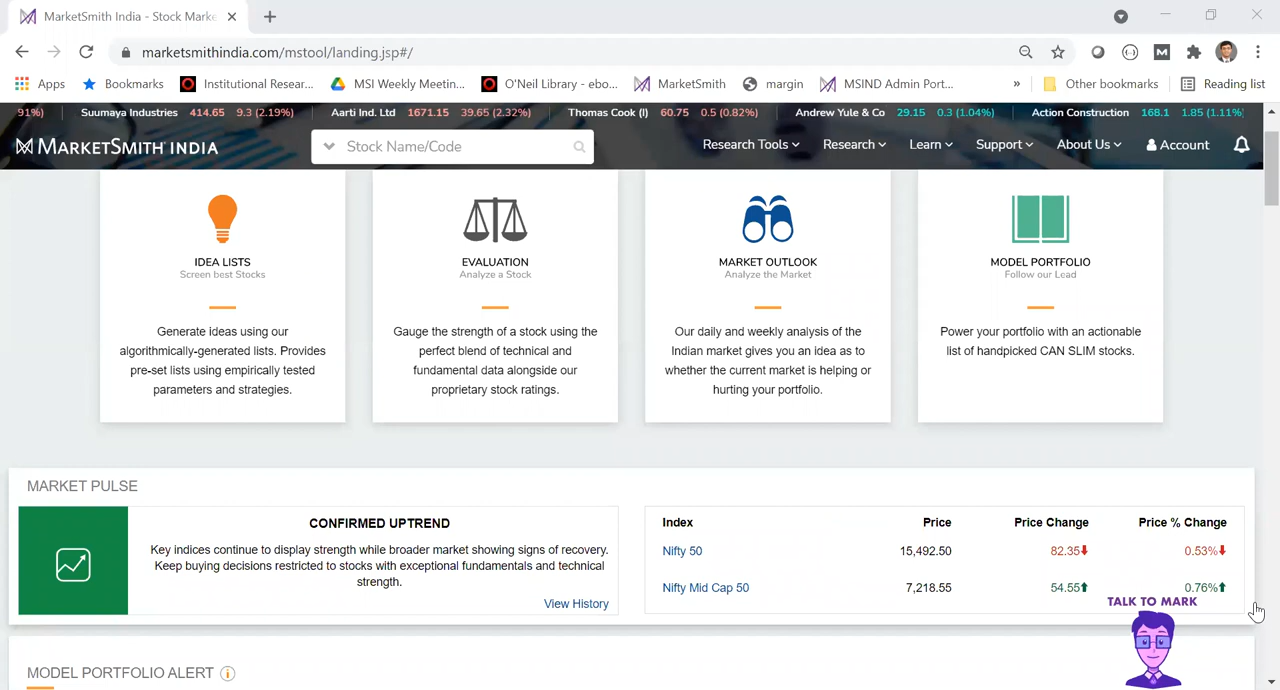 MarketSmith India - Stock Marke
marketsmithindia.com/mstool/landing.jsp#/
Apps Bookmarks Institutional Resear... MSI Weekly Meetin... O'Neil Library - ebo... MarketSmith margin MSIND Admin Port... » Other bookmarks Reading list
91%) Suumaya Industries 414.65 9.3 (2.19%) Aarti Ind. Ltd 1671.15 39.65 (2.32%) Thomas Cook (I) 60.75 0.5 (0.82%) Andrew Yule & Co 29.15 0.3 (1.04%) Action Construction 168.1 1.85 (1.11%)
MARKETSMITH INDIA Stock Name/Code Research Tools Research Learn Support About Us Account
IDEA LISTS
Screen best Stocks
Generate ideas using our
algorithmically-generated lists. Provides
pre-set lists using empirically tested
parameters and strategies.
EVALUATION
Analyze a Stock
Gauge the strength of a stock using the
perfect blend of technical and
fundamental data alongside our
proprietary stock ratings.
MARKET OUTLOOK
Analyze the Market
Our daily and weekly analysis of the
Indian market gives you an idea as to
whether the current market is helping or
hurting your portfolio.
MODEL PORTFOLIO
Follow our Lead
Power your portfolio with an actionable
list of handpicked CAN SLIM stocks.
MARKET PULSE
CONFIRMED UPTREND
Key indices continue to display strength while broader market showing signs of recovery.
Keep buying decisions restricted to stocks with exceptional fundamentals and technical
strength.
View History
Index Price Price Change Price % Change
Nifty 50 15,492.50 82.35 0.53%
Nifty Mid Cap 50 7,218.55 54.55 0.76%
TALK TO MARK
MODEL PORTFOLIO ALERT